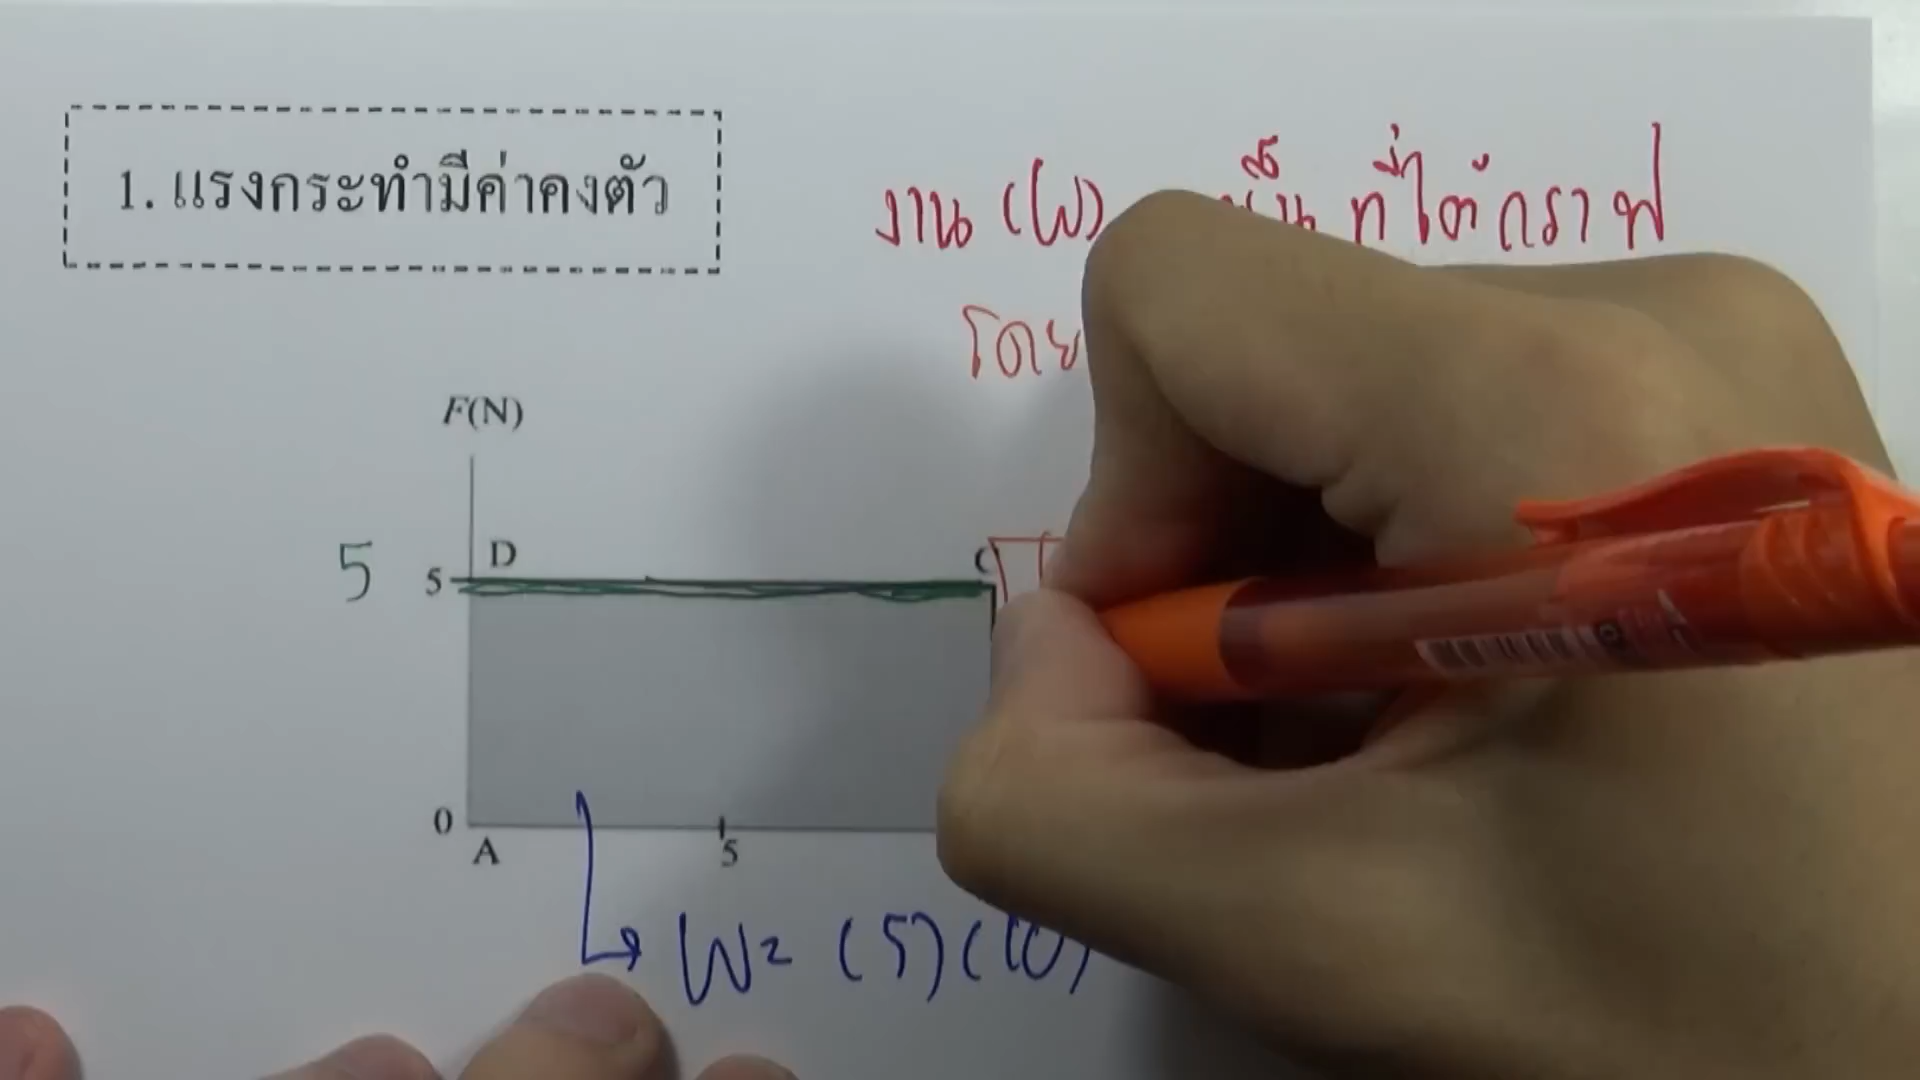 1. แรงกระทำมีค่าคงตัว
งาน (W) ที่ใต้กราฟ
โดย
F(N)
5 5 D C
0
A 5
W = (5)(10)